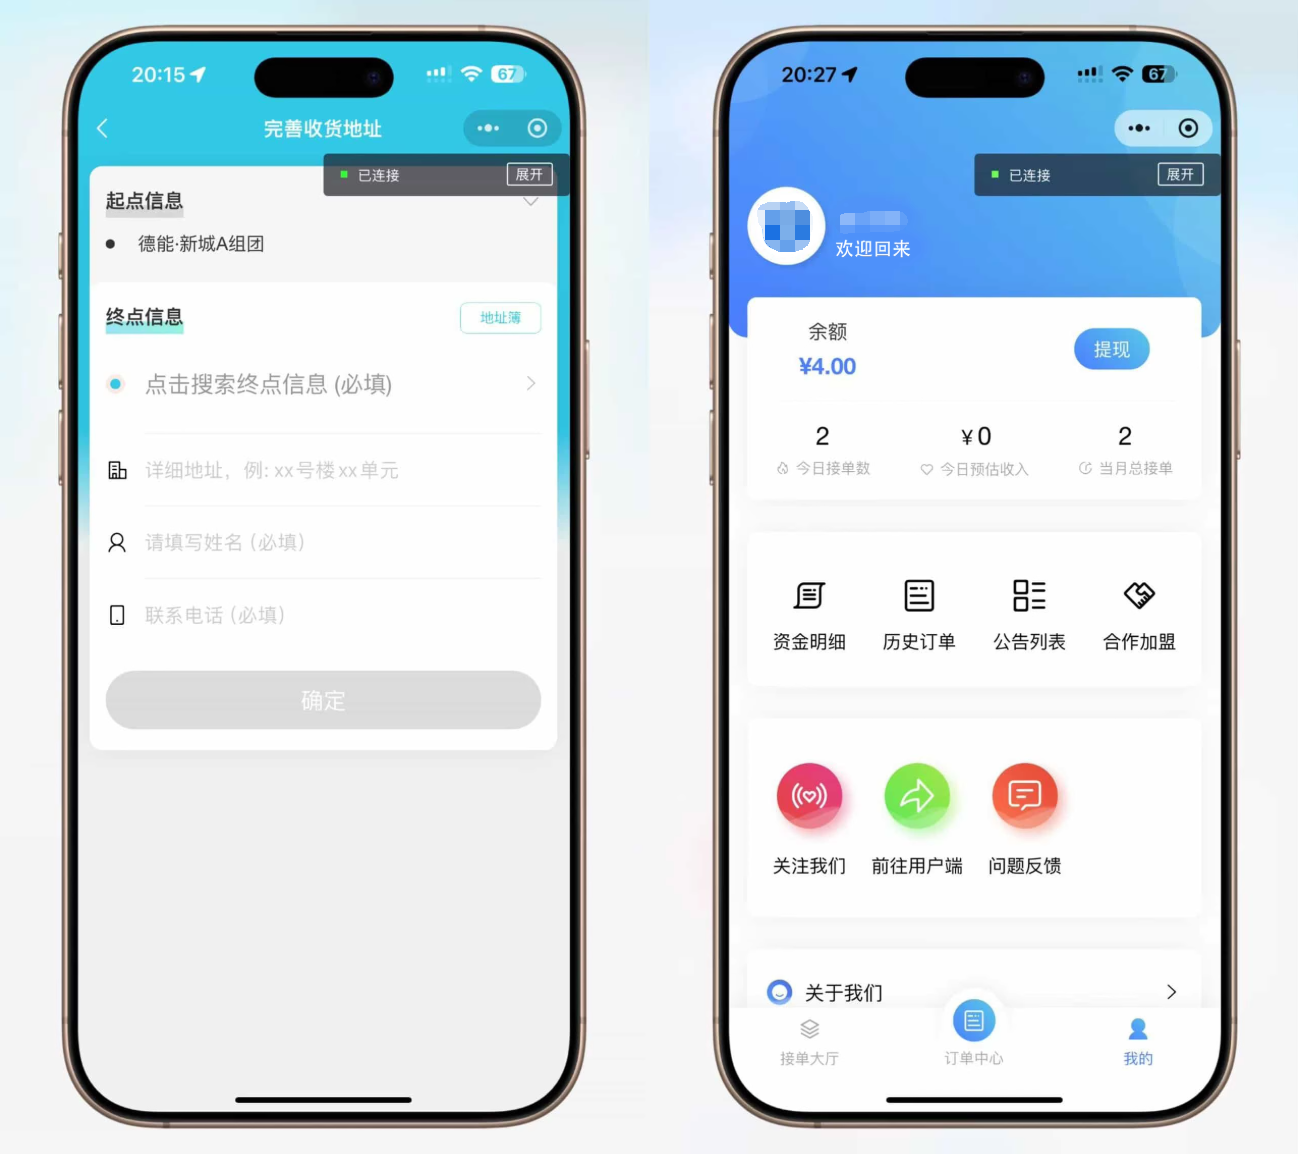 20:15
67
完善收货地址
已连接
展开
起点信息
德能·新城A组团
终点信息
地址簿
点击搜索终点信息 (必填)
详细地址，例: xx号楼xx单元
请填写姓名 (必填)
联系电话 (必填)
确定
20:27
67
已连接
展开
欢迎回来
余额
¥4.00
提现
2
¥0
2
今日接单数
今日预估收入
当月总接单
资金明细
历史订单
公告列表
合作加盟
关注我们
前往用户端
问题反馈
关于我们
接单大厅
订单中心
我的